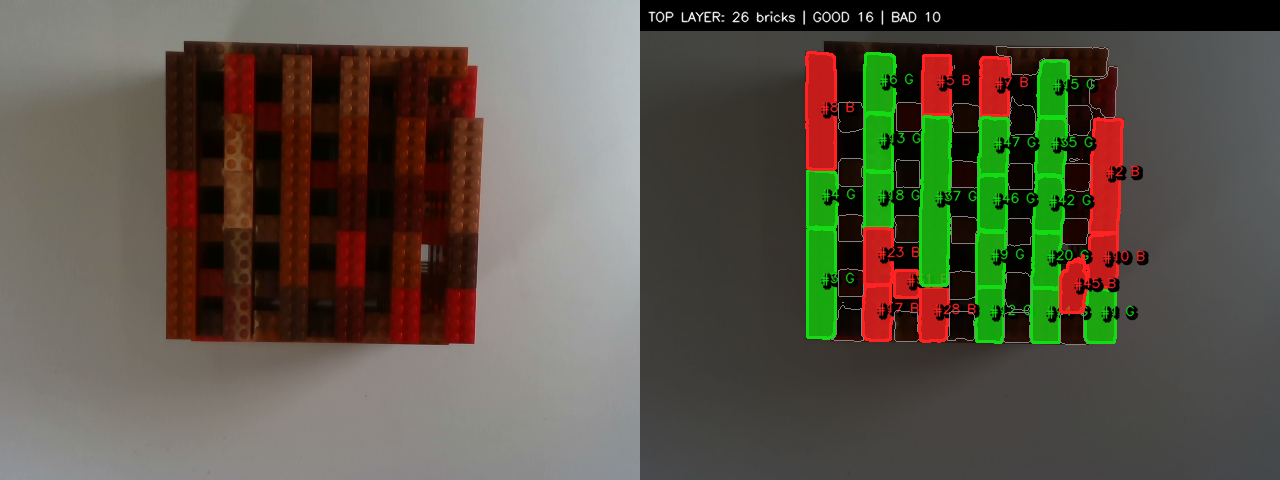 TOP LAYER: 26 bricks | GOOD 16 | BAD 10
#6 G
#5 B
#7 B
#15 G
#8 B
#13 G
#47 G
#35 G
#2 B
#4 G
#18 G
#37 G
#46 G
#42 G
#23 B
#9 G
#20 G
#10 B
#3 G
#45 B
#17 B
#28 B
#12 G
#1 G